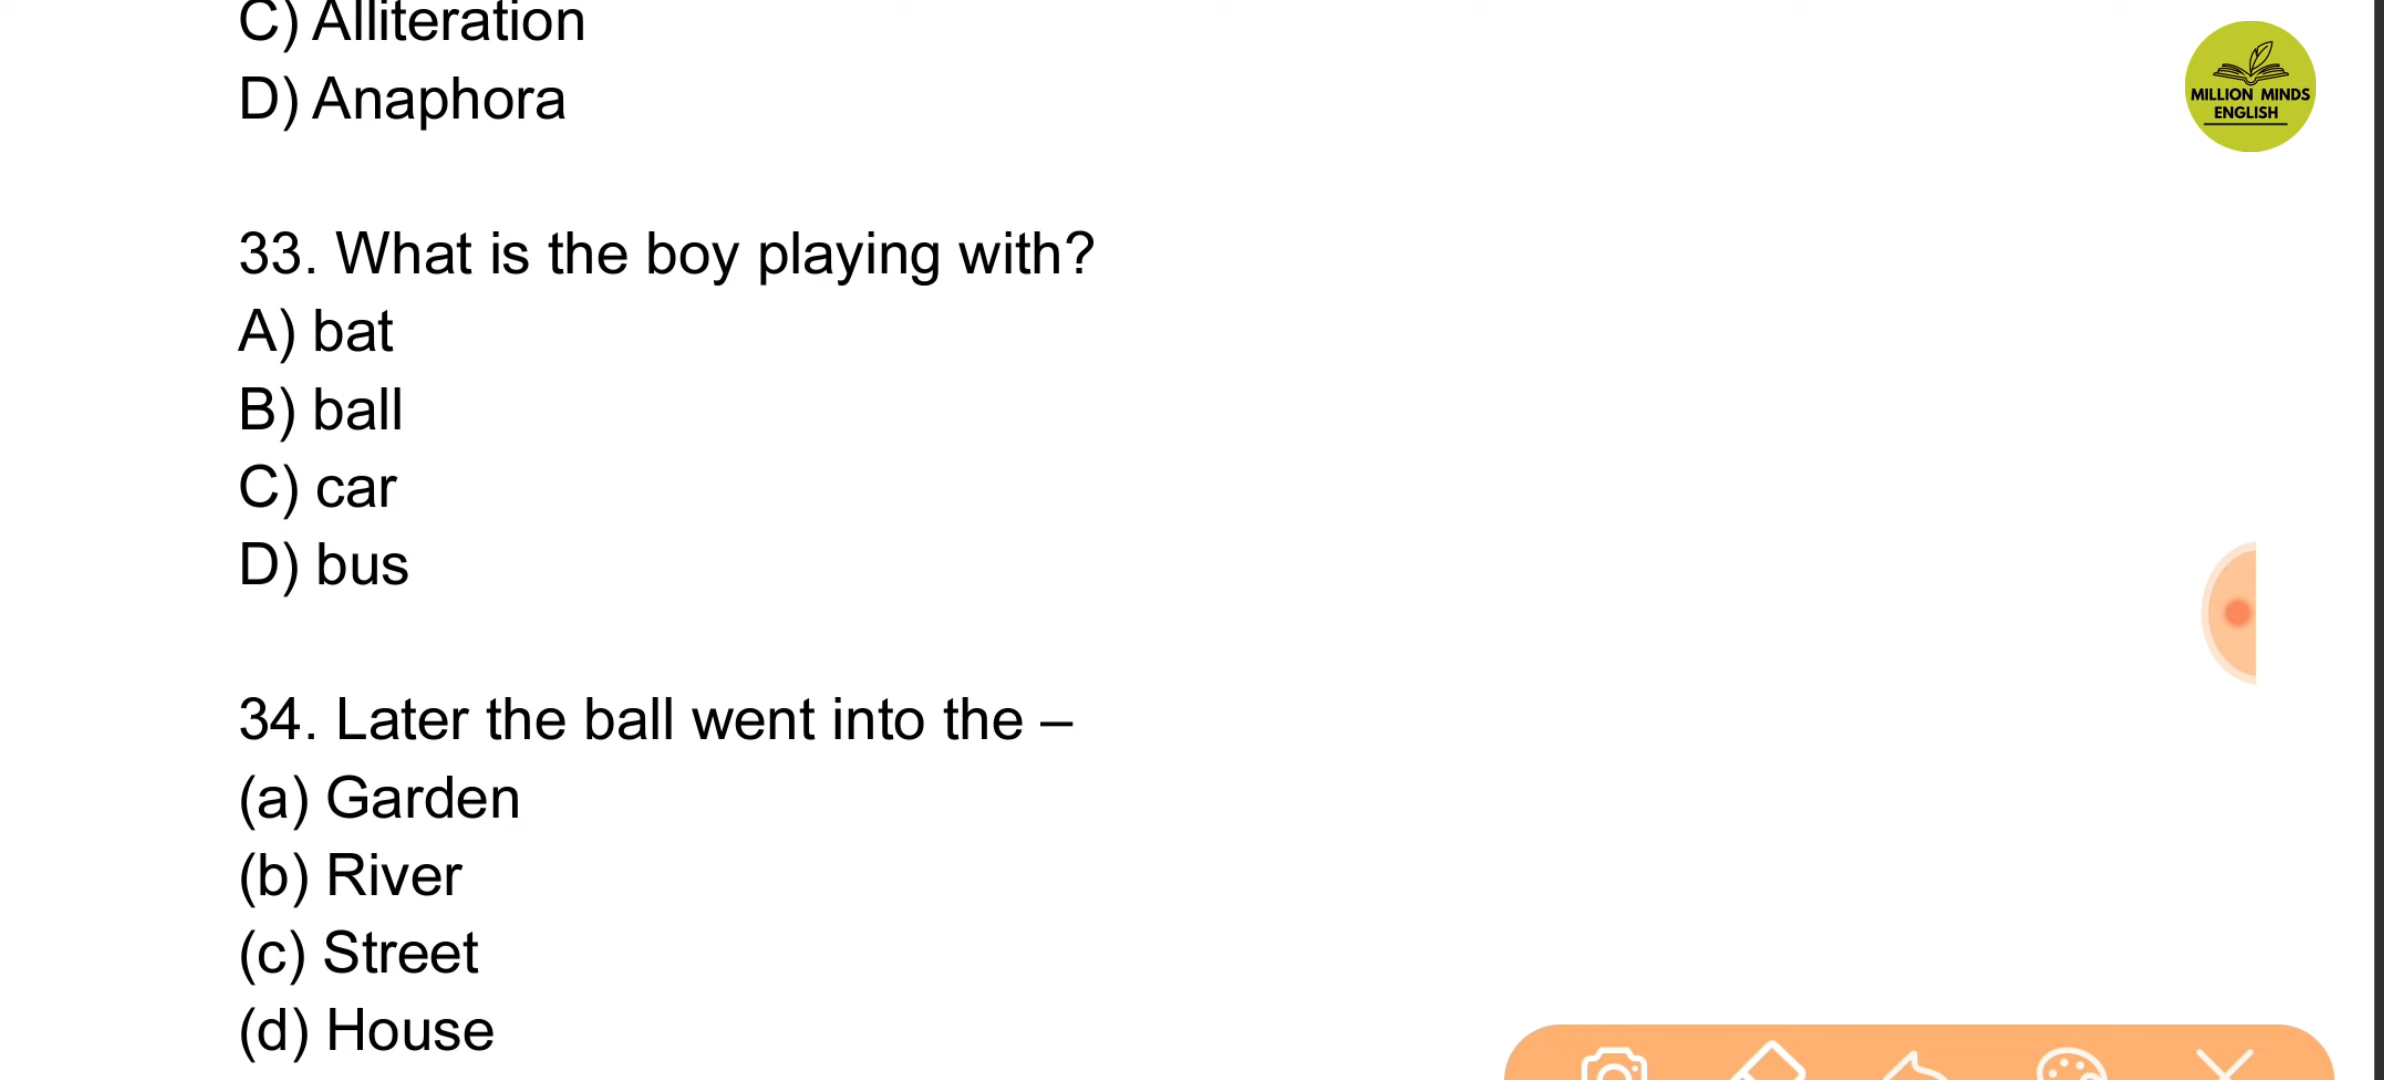 C) Alliteration
D) Anaphora
MILLION MINDS
ENGLISH
33. What is the boy playing with?
A) bat
B) ball
C) car
D) bus
34. Later the ball went into the –
(a) Garden
(b) River
(c) Street
(d) House